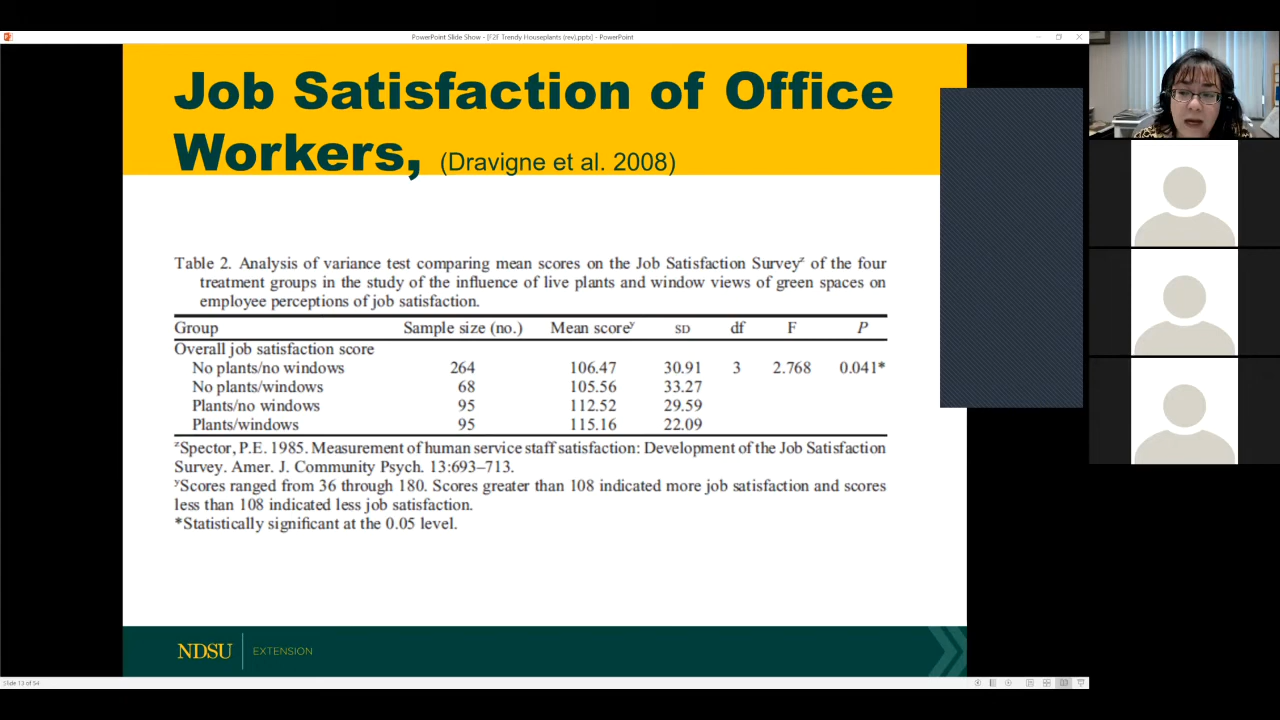 PowerPoint Slide Show - [F2F Trendy Houseplants (rev).pptx] - PowerPoint
Job Satisfaction of Office
Workers, (Dravigne et al. 2008)
Table 2. Analysis of variance test comparing mean scores on the Job Satisfaction Surveyᶻ of the four
treatment groups in the study of the influence of live plants and window views of green spaces on
employee perceptions of job satisfaction.
Group Sample size (no.) Mean scoreʸ SD df F P
Overall job satisfaction score
No plants/no windows 264 106.47 30.91 3 2.768 0.041*
No plants/windows 68 105.56 33.27
Plants/no windows 95 112.52 29.59
Plants/windows 95 115.16 22.09
ᶻSpector, P.E. 1985. Measurement of human service staff satisfaction: Development of the Job Satisfaction
Survey. Amer. J. Community Psych. 13:693–713.
ʸScores ranged from 36 through 180. Scores greater than 108 indicated more job satisfaction and scores
less than 108 indicated less job satisfaction.
*Statistically significant at the 0.05 level.
NDSU EXTENSION
Slide 13 of 54